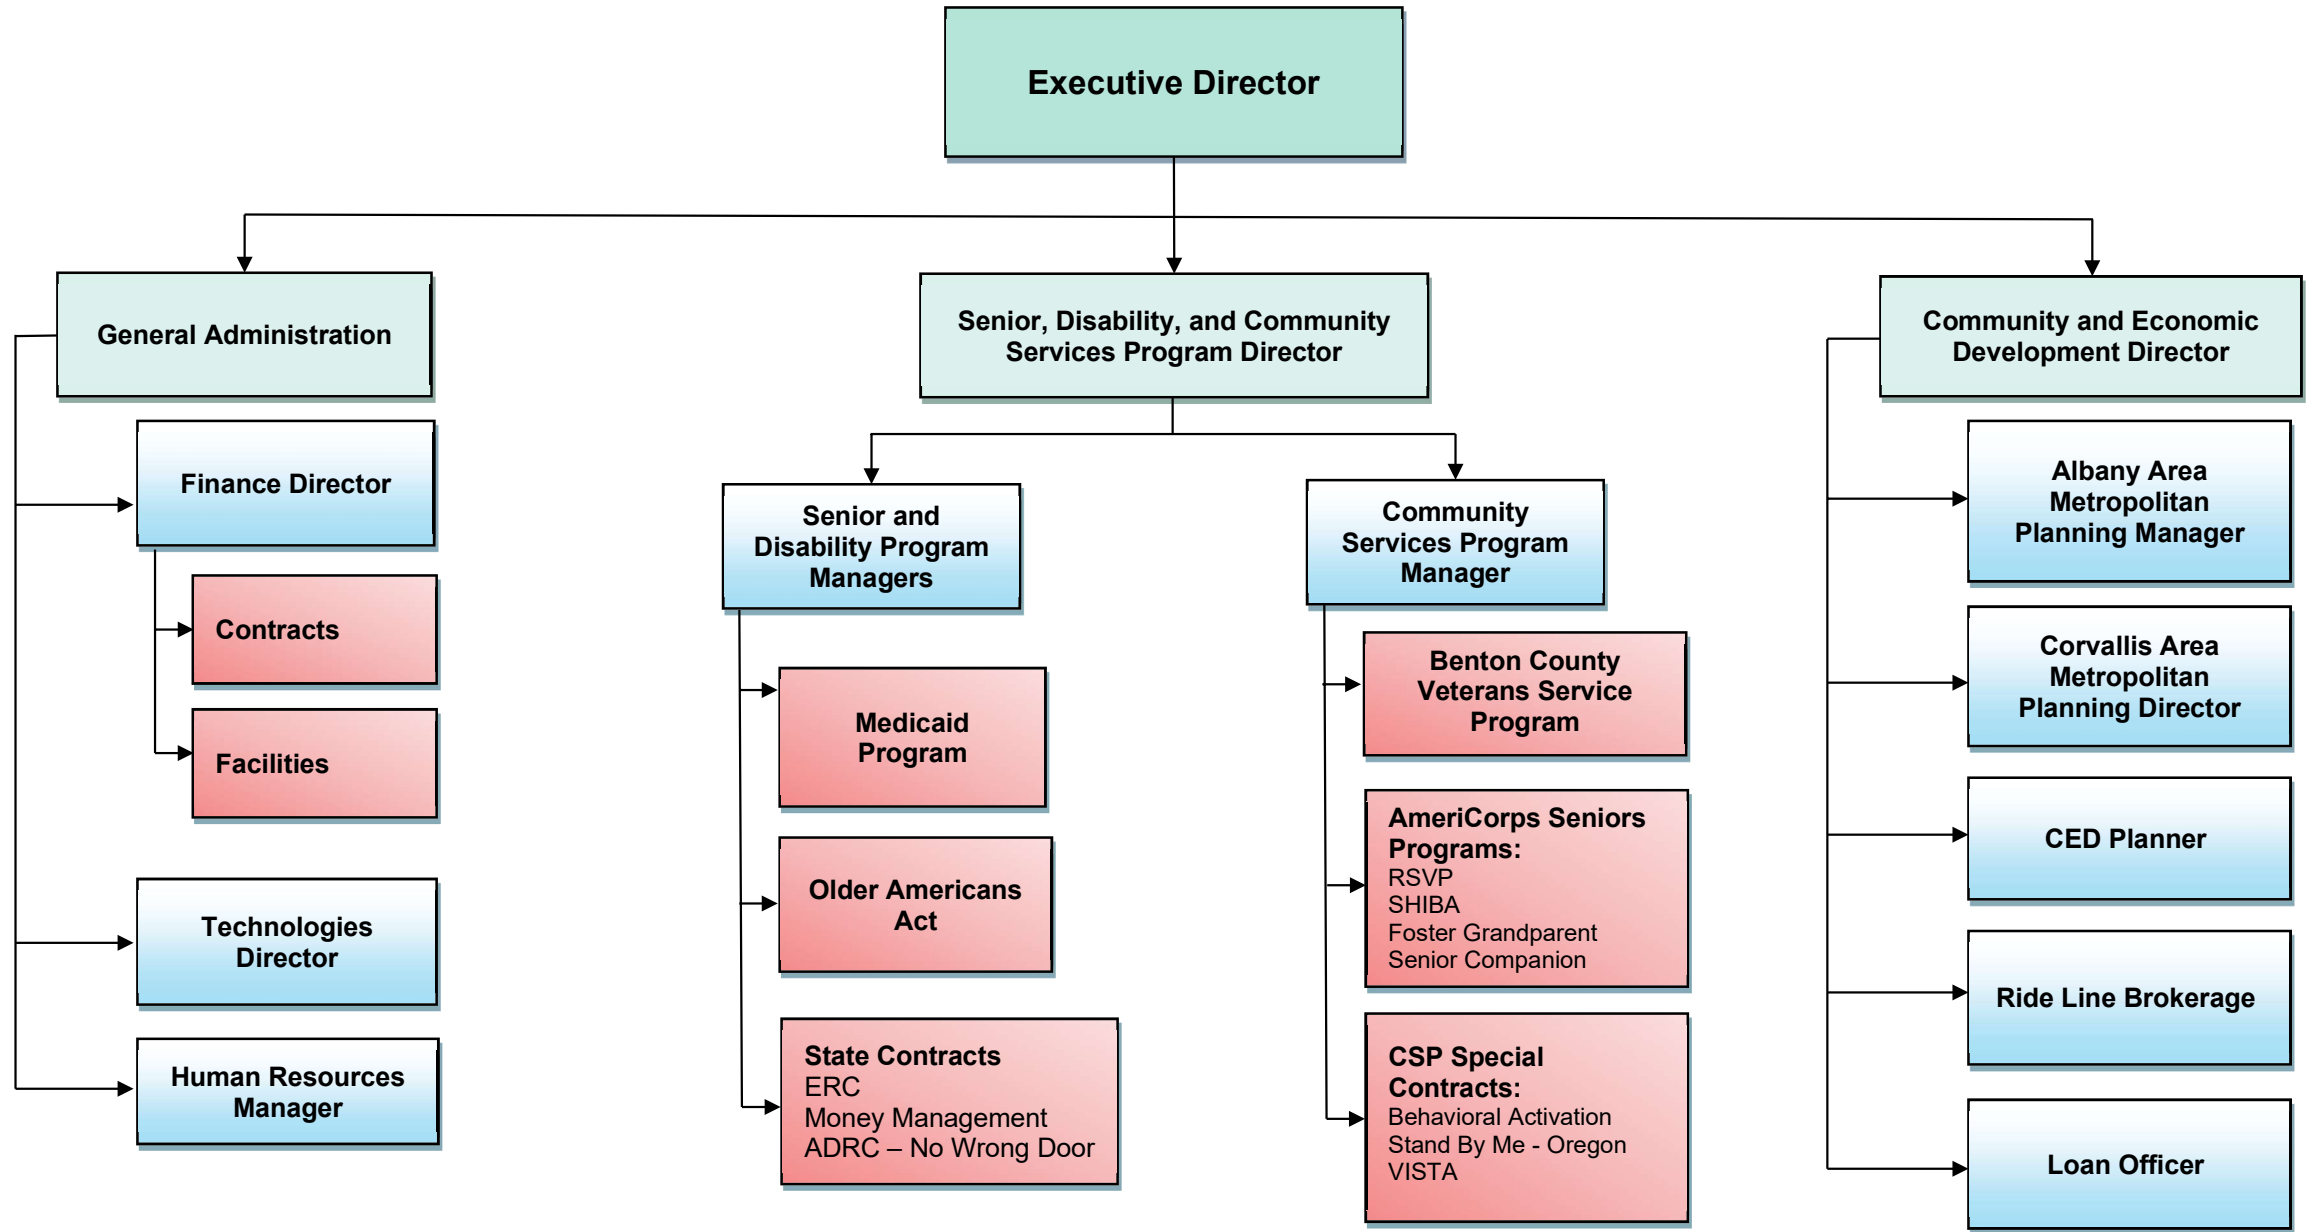 Executive Director
General Administration
Finance Director
Contracts
Facilities
Technologies
Director
Human Resources
Manager
Senior, Disability, and Community
Services Program Director
Senior and
Disability Program
Managers
Medicaid
Program
Older Americans
Act
State Contracts
ERC
Money Management
ADRC – No Wrong Door
Community
Services Program
Manager
Benton County
Veterans Service
Program
AmeriCorps Seniors
Programs:
RSVP
SHIBA
Foster Grandparent
Senior Companion
CSP Special
Contracts:
Behavioral Activation
Stand By Me - Oregon
VISTA
Community and Economic
Development Director
Albany Area
Metropolitan
Planning Manager
Corvallis Area
Metropolitan
Planning Director
CED Planner
Ride Line Brokerage
Loan Officer